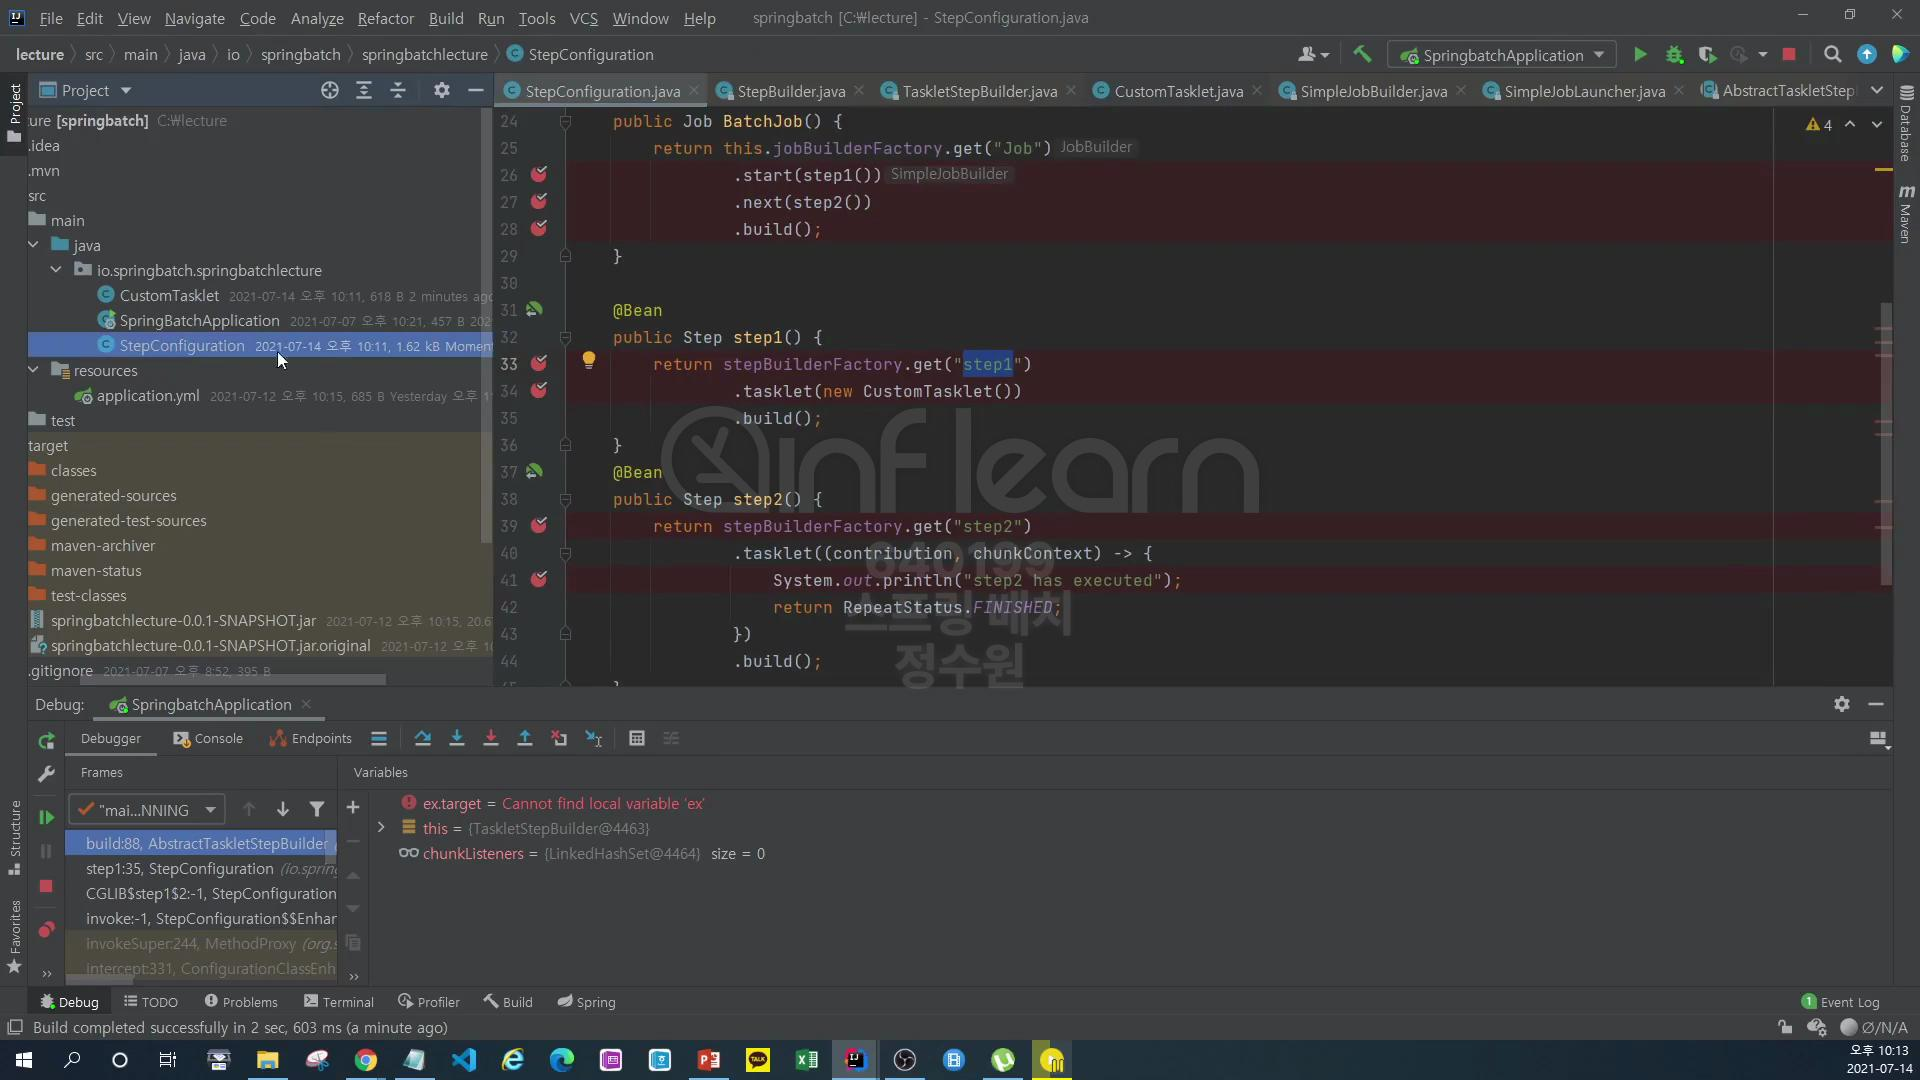 File Edit View Navigate Code Analyze Refactor Build Run Tools VCS Window Help springbatch [C:₩lecture] - StepConfiguration.java
lecture src main java io springbatch springbatchlecture StepConfiguration SpringbatchApplication
Project
StepConfiguration.java StepBuilder.java TaskletStepBuilder.java CustomTasklet.java SimpleJobBuilder.java SimpleJobLauncher.java AbstractTaskletStep
Project
ure [springbatch] C:₩lecture
.idea
.mvn
src
main
java
io.springbatch.springbatchlecture
CustomTasklet 2021-07-14 오후 10:11, 618 B 2 minutes ago
SpringBatchApplication 2021-07-07 오후 10:21, 457 B 202
StepConfiguration 2021-07-14 오후 10:11, 1.62 kB Momen
resources
application.yml 2021-07-12 오후 10:15, 685 B Yesterday 오후
test
target
classes
generated-sources
generated-test-sources
maven-archiver
maven-status
test-classes
springbatchlecture-0.0.1-SNAPSHOT.jar 2021-07-12 오후 10:15, 20.6
springbatchlecture-0.0.1-SNAPSHOT.jar.original 2021-07-12 오후 10
.gitignore 2021-07-07 오후 8:52, 395 B
24 public Job BatchJob() {
25 return this.jobBuilderFactory.get("Job") JobBuilder
26 .start(step1()) SimpleJobBuilder
27 .next(step2())
28 .build();
29 }
30
31 @Bean
32 public Step step1() {
33 return stepBuilderFactory.get("step1")
34 .tasklet(new CustomTasklet())
35 .build();
36 }
37 @Bean
38 public Step step2() {
39 return stepBuilderFactory.get("step2")
40 .tasklet((contribution, chunkContext) -> {
41 System.out.println("step2 has executed");
42 return RepeatStatus.FINISHED;
43 })
44 .build();
4
Database
Maven
inflearn
640199
스프링 배치
정수원
Debug: SpringbatchApplication
Debugger Console Endpoints
Frames Variables
"mai...NNING
build:88, AbstractTaskletStepBuilder
step1:35, StepConfiguration (io.spring
CGLIB$step1$2:-1, StepConfiguration
invoke:-1, StepConfiguration$$Enhan
invokeSuper:244, MethodProxy (org.s
intercept:331, ConfigurationClassEnh
ex.target = Cannot find local variable 'ex'
this = {TaskletStepBuilder@4463}
chunkListeners = {LinkedHashSet@4464} size = 0
Structure
Favorites
Debug TODO Problems Terminal Profiler Build Spring 1 Event Log
Build completed successfully in 2 sec, 603 ms (a minute ago) Ø/N/A
TALK
오후 10:13
2021-07-14